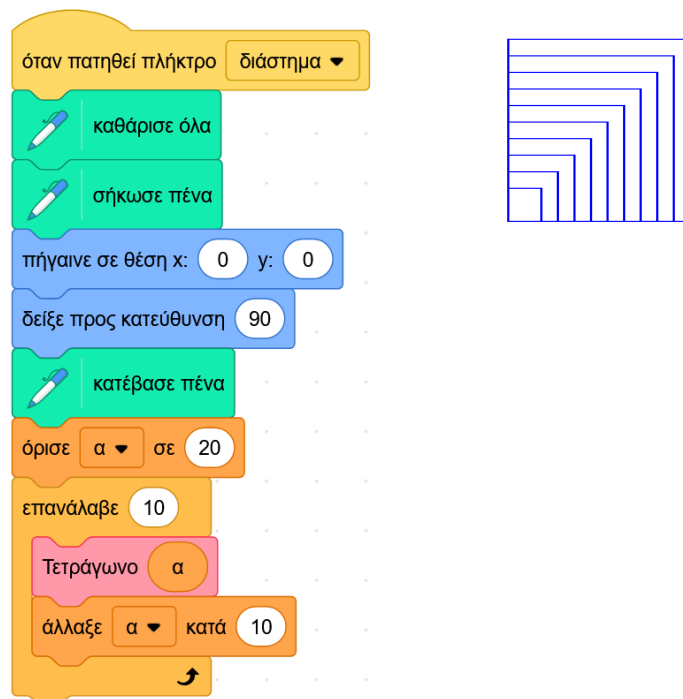 όταν πατηθεί πλήκτρο διάστημα
καθάρισε όλα
σήκωσε πένα
πήγαινε σε θέση x: 0 y: 0
δείξε προς κατεύθυνση 90
κατέβασε πένα
όρισε α σε 20
επανάλαβε 10
Τετράγωνο α
άλλαξε α κατά 10